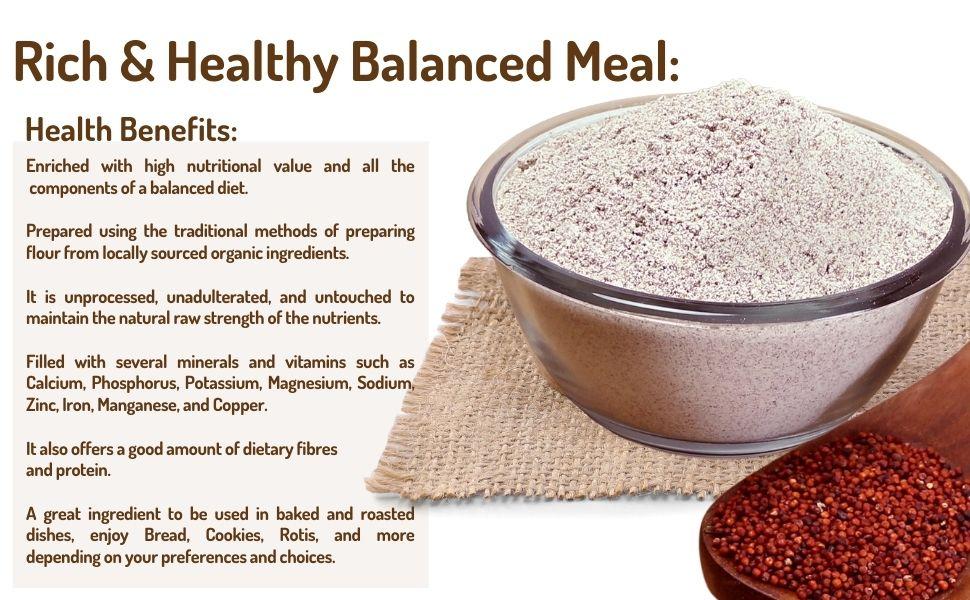 Rich & Healthy Balanced Meal:
Health Benefits:
Enriched with high nutritional value and all the
components of a balanced diet.
Prepared using the traditional methods of preparing
flour from locally sourced organic ingredients.
It is unprocessed, unadulterated, and untouched to
maintain the natural raw strength of the nutrients.
Filled with several minerals and vitamins such as
Calcium, Phosphorus, Potassium, Magnesium, Sodium,
Zinc, Iron, Manganese, and Copper.
It also offers a good amount of dietary fibres
and protein.
A great ingredient to be used in baked and roasted
dishes, enjoy Bread, Cookies, Rotis, and more
depending on your preferences and choices.